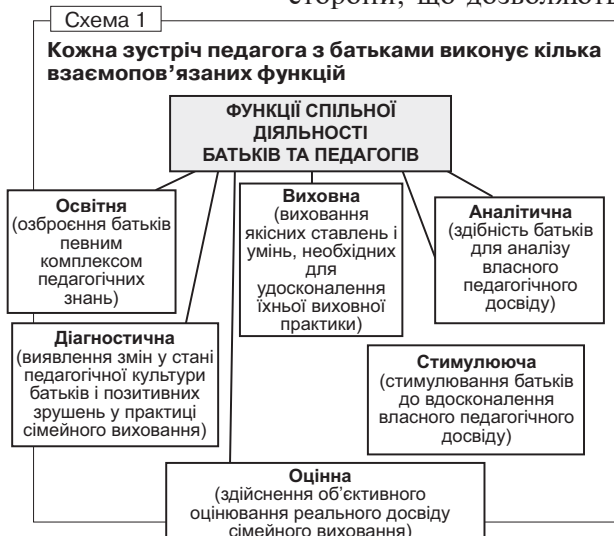 сторони, що дозволяють
Схема 1
Кожна зустріч педагога з батьками виконує кілька
взаємопов’язаних функцій
ФУНКЦІЇ СПІЛЬНОЇ
ДІЯЛЬНОСТІ
БАТЬКІВ ТА ПЕДАГОГІВ
Освітня
(озброєння батьків
певним
комплексом
педагогічних
знань)
Виховна
(виховання
якісних ставлень і
умінь, необхідних
для
удосконалення
їхньої виховної
практики)
Аналітична
(здібність батьків
для аналізу
власного
педагогічного
досвіду)
Діагностична
(виявлення змін у стані
педагогічної культури
батьків і позитивних
зрушень у практиці
сімейного виховання)
Стимулююча
(стимулювання батьків
до вдосконалення
власного педагогічного
досвіду)
Оцінна
(здійснення об’єктивного
оцінювання реального досвіду
сімейного виховання)